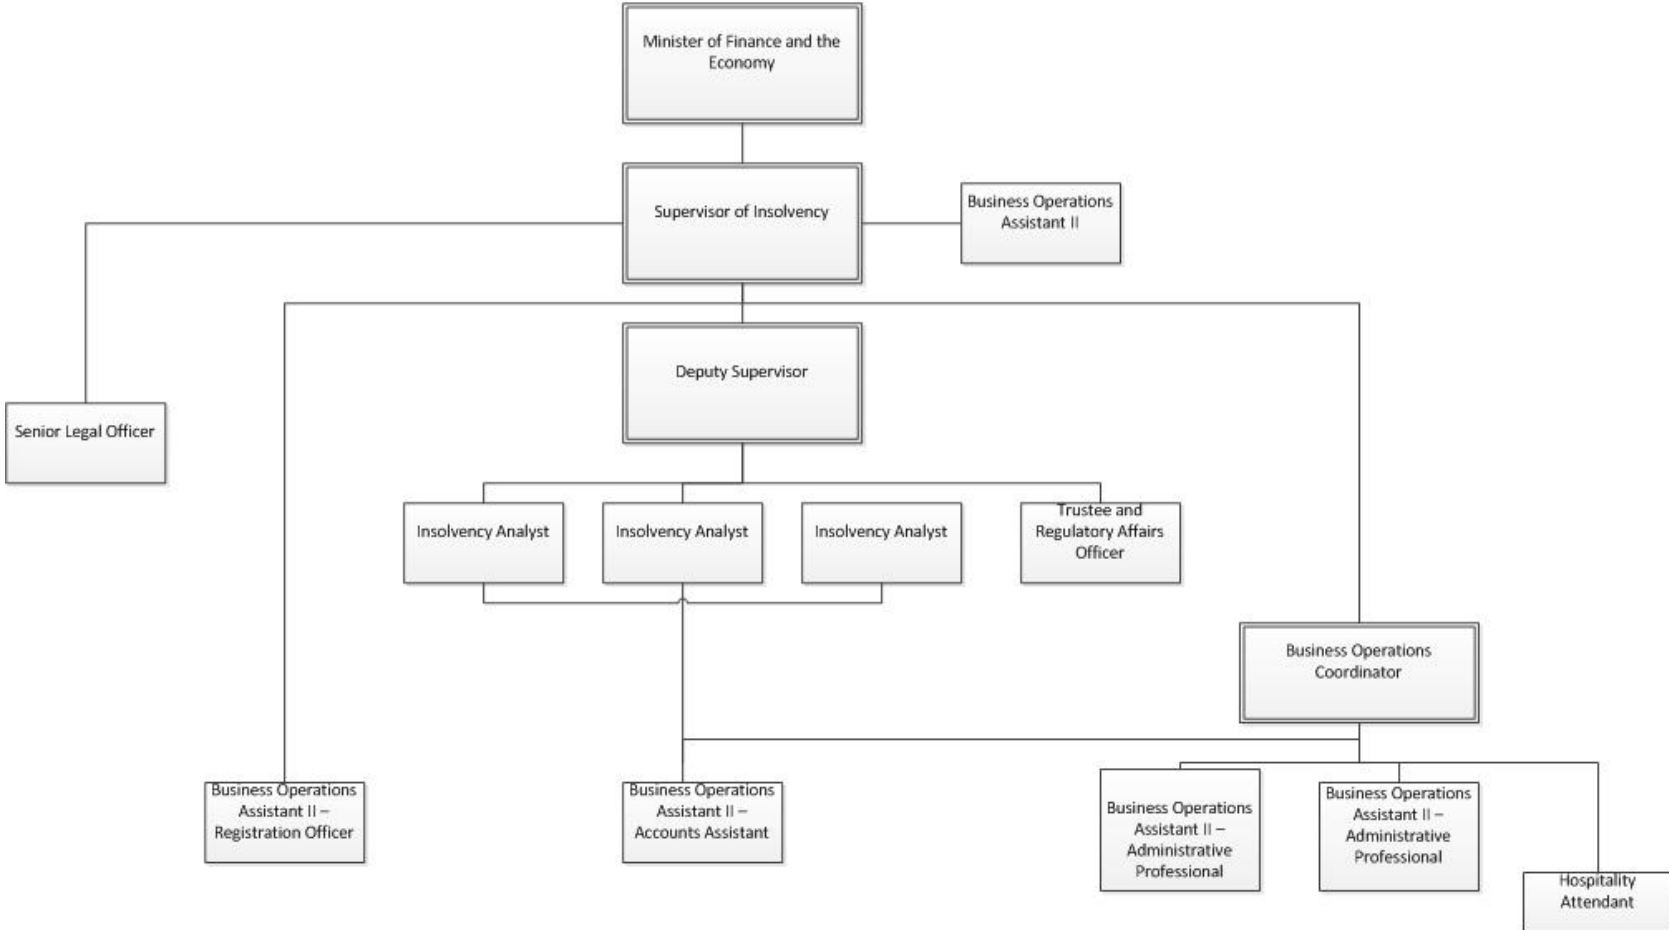 Minister of Finance and the
Economy
Supervisor of Insolvency
Business Operations
Assistant II
Deputy Supervisor
Senior Legal Officer
Insolvency Analyst
Insolvency Analyst
Insolvency Analyst
Trustee and
Regulatory Affairs
Officer
Business Operations
Coordinator
Business Operations
Assistant II –
Registration Officer
Business Operations
Assistant II –
Accounts Assistant
Business Operations
Assistant II –
Administrative
Professional
Business Operations
Assistant II –
Administrative
Professional
Hospitality
Attendant